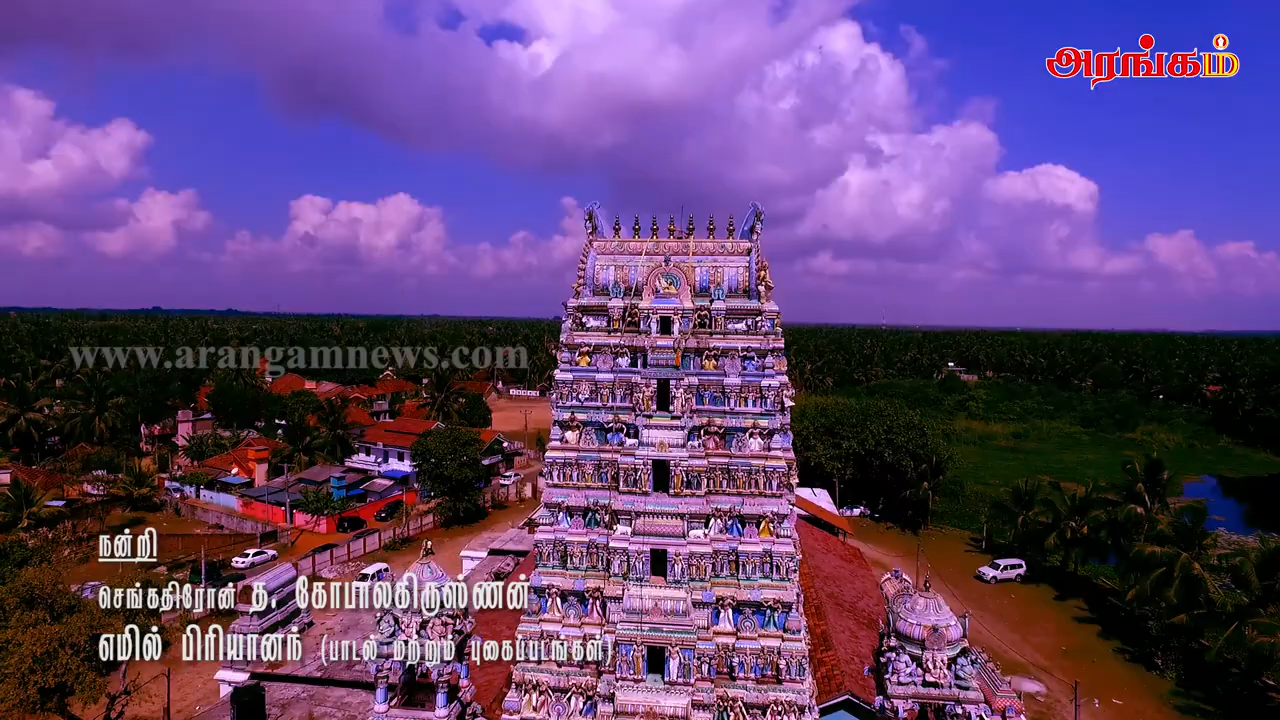 அரங்கம்
www.arangamnews.com
நன்றி
செங்கதிரோன் த. கோபாலகிருஸ்ணன்
எமில் பிரியானந் (பாடல் மற்றும் புகைப்படங்கள்)